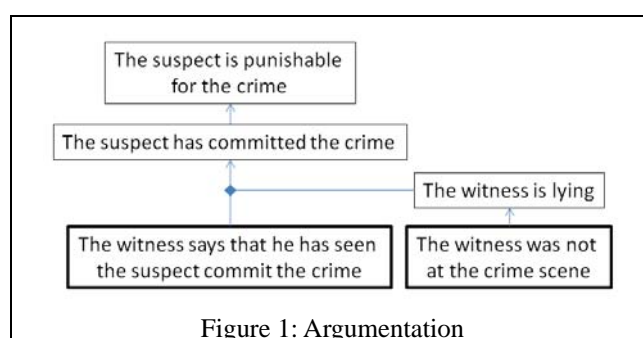 The suspect is punishable
for the crime
The suspect has committed the crime
The witness is lying
The witness says that he has seen
the suspect commit the crime
The witness was not
at the crime scene
Figure 1: Argumentation